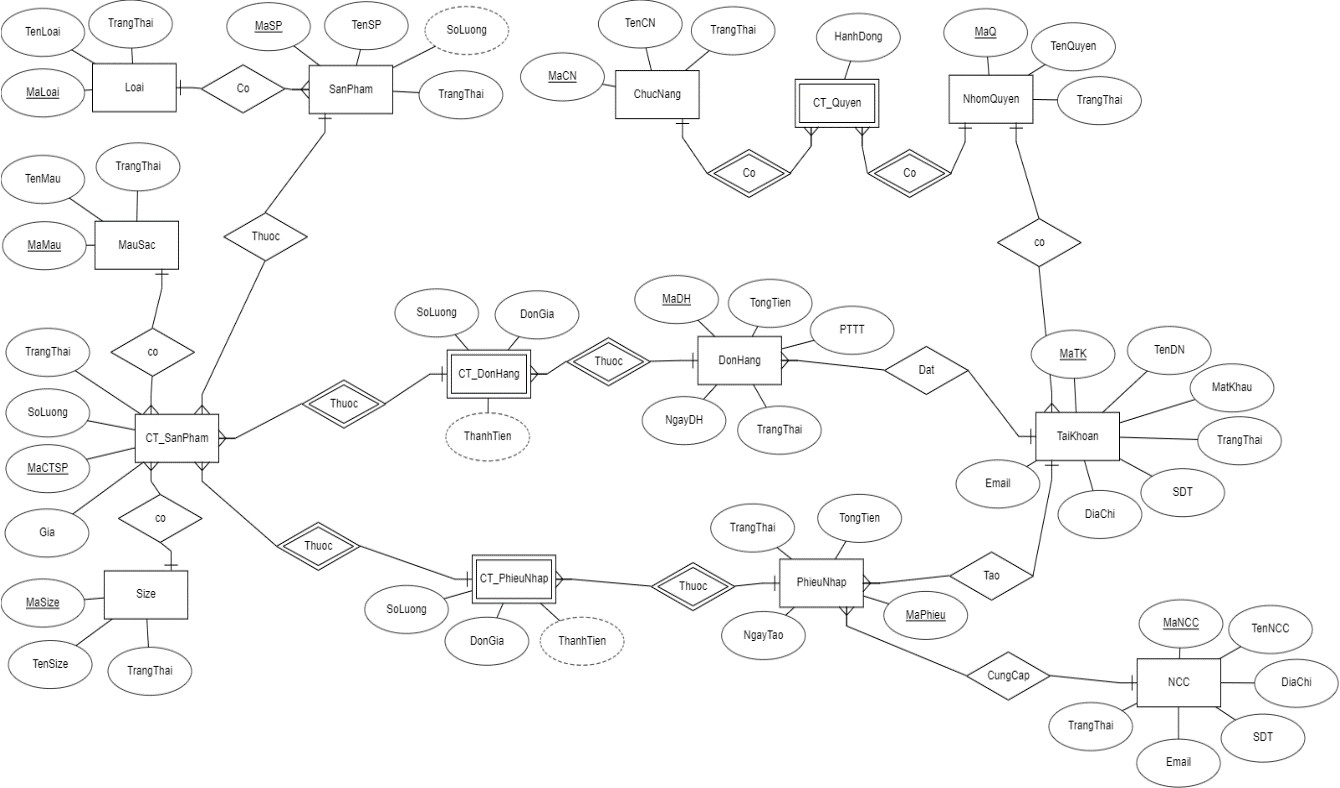 TenLoai
TrangThai
MaLoai
Loai
Co
MaSP
TenSP
SoLuong
SanPham
TrangThai
TenCN
TrangThai
MaCN
ChucNang
HanhDong
CT_Quyen
MaQ
TenQuyen
NhomQuyen
TrangThai
Co
Co
TenMau
TrangThai
MaMau
MauSac
Thuoc
co
co
TrangThai
SoLuong
MaCTSP
Gia
CT_SanPham
co
MaSize
Size
TenSize
TrangThai
SoLuong
DonGia
CT_DonHang
ThanhTien
Thuoc
Thuoc
MaDH
TongTien
PTTT
DonHang
NgayDH
TrangThai
Dat
MaTK
TenDN
MatKhau
TrangThai
TaiKhoan
Email
DiaChi
SDT
Thuoc
CT_PhieuNhap
SoLuong
DonGia
ThanhTien
Thuoc
TrangThai
TongTien
PhieuNhap
MaPhieu
NgayTao
Tao
CungCap
MaNCC
TenNCC
NCC
DiaChi
TrangThai
Email
SDT